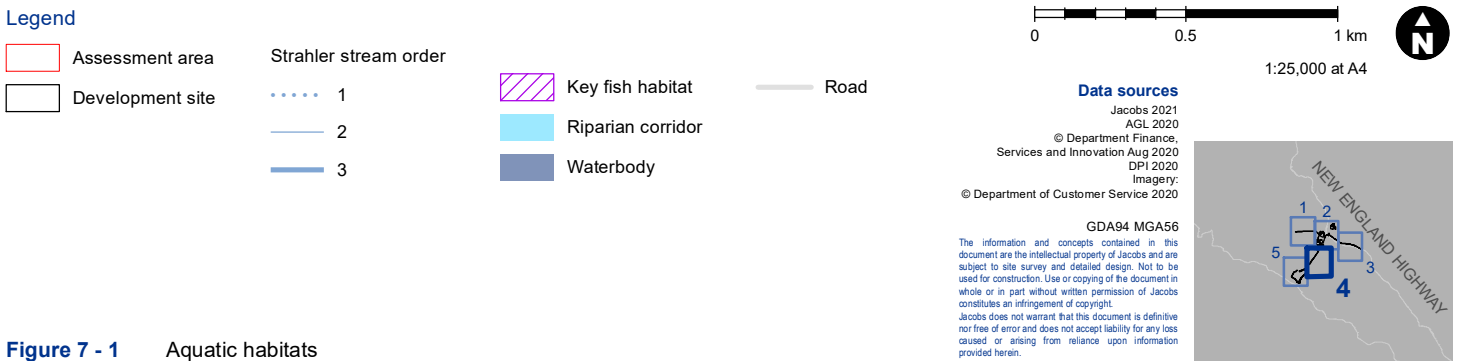 Legend
Assessment area
Development site
Strahler stream order
1
2
3
Key fish habitat
Riparian corridor
Waterbody
Road
0 0.5 1 km
N
1:25,000 at A4
Data sources
Jacobs 2021
AGL 2020
© Department Finance,
Services and Innovation Aug 2020
DPI 2020
Imagery:
© Department of Customer Service 2020
GDA94 MGA56
The information and concepts contained in this
document are the intellectual property of Jacobs and are
subject to site survey and detailed design. Not to be
used for construction. Use or copying of the document in
whole or in part without written permission of Jacobs
constitutes an infringement of copyright.
Jacobs does not warrant that this document is definitive
nor free of error and does not accept liability for any loss
caused or arising from reliance upon information
provided herein.
NEW ENGLAND HIGHWAY
1
2
3
5
4
Figure 7 - 1 Aquatic habitats